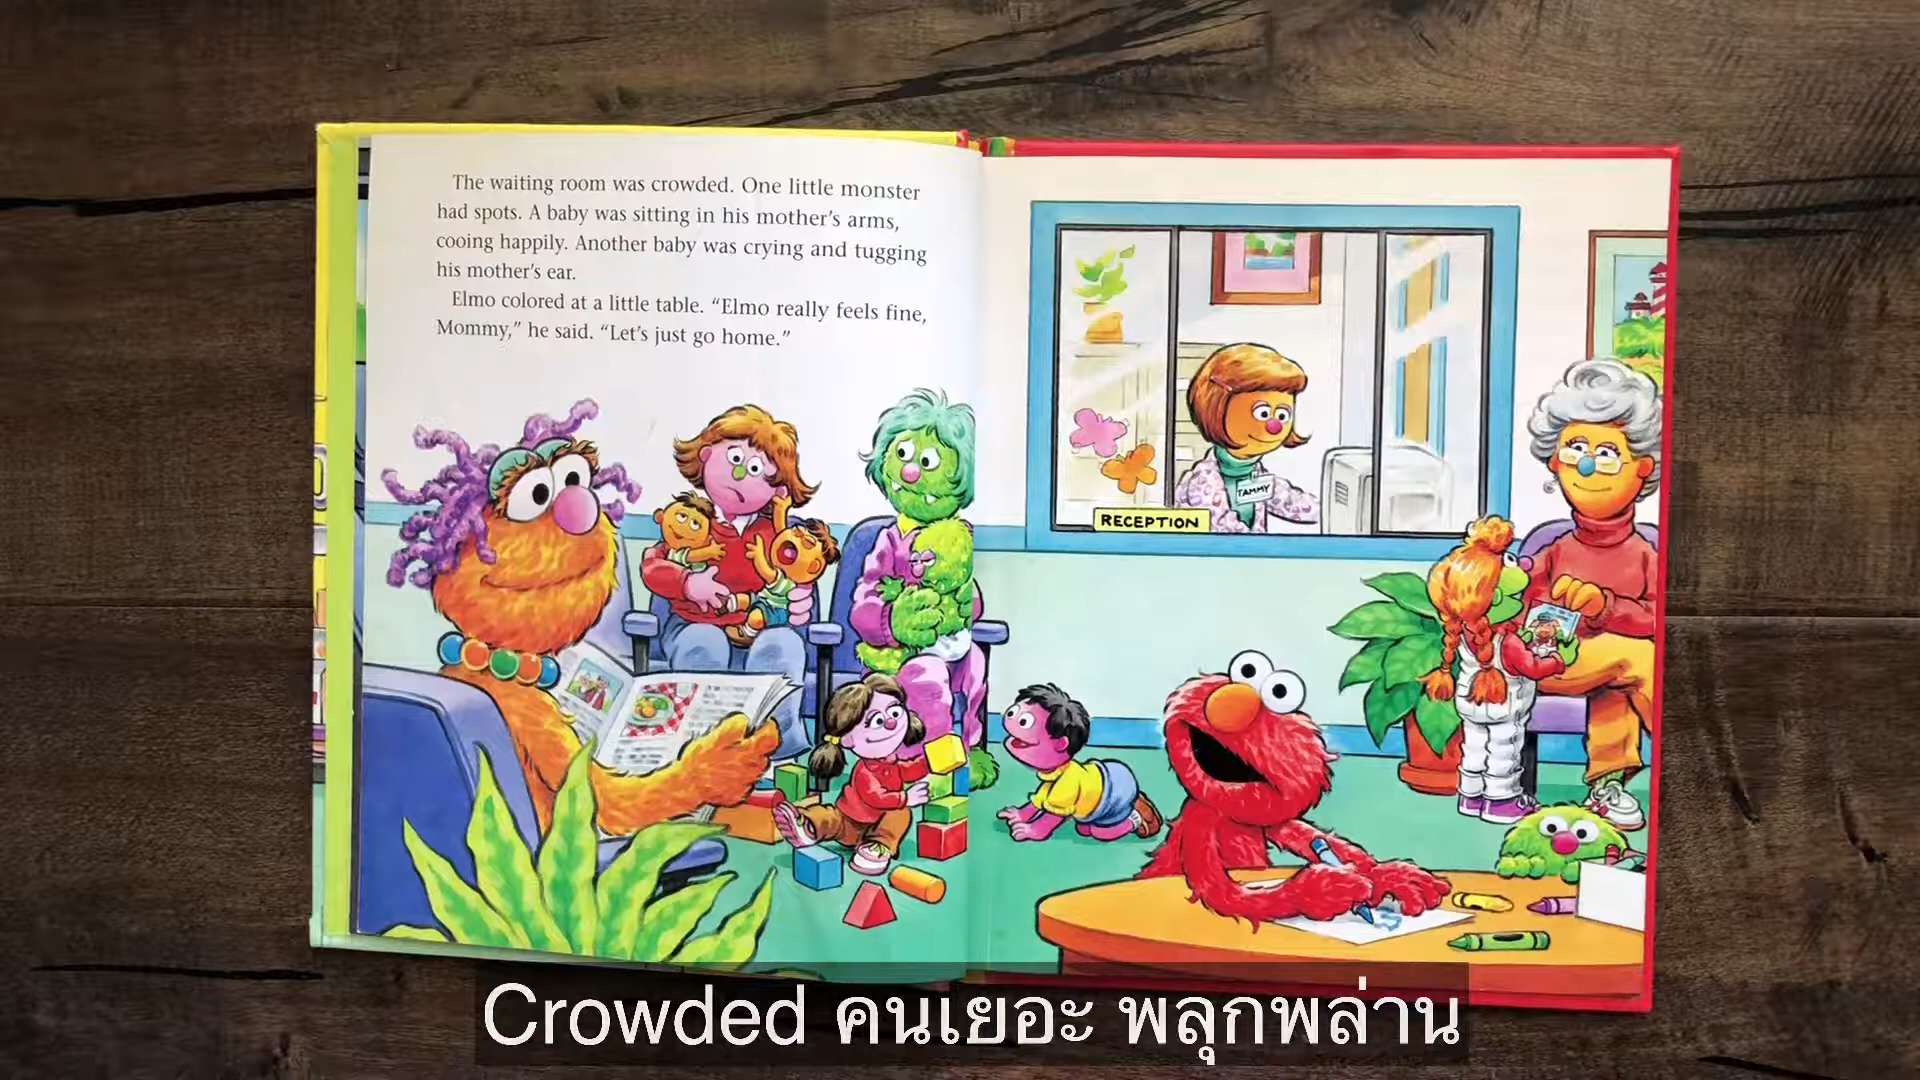 The waiting room was crowded. One little monster
had spots. A baby was sitting in his mother's arms,
cooing happily. Another baby was crying and tugging
his mother's ear.
Elmo colored at a little table. “Elmo really feels fine,
Mommy,” he said. “Let's just go home.”
TAMMY
RECEPTION
Crowded คนเยอะ พลุกพล่าน